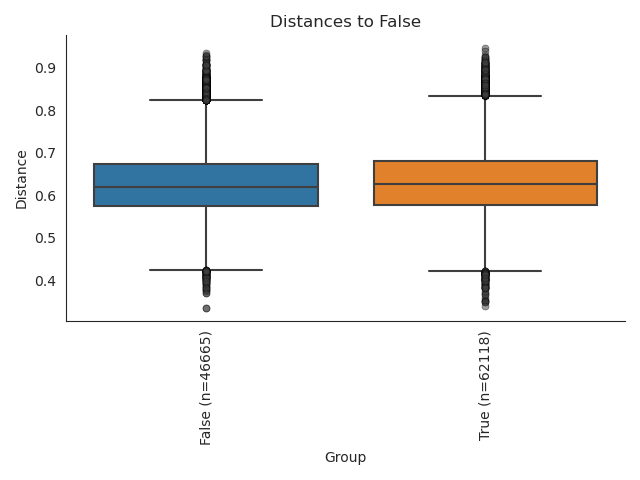 Distances to False
0.9
0.8
0.7
0.6
0.5
0.4
Distance
False (n=46665)
True (n=62118)
Group